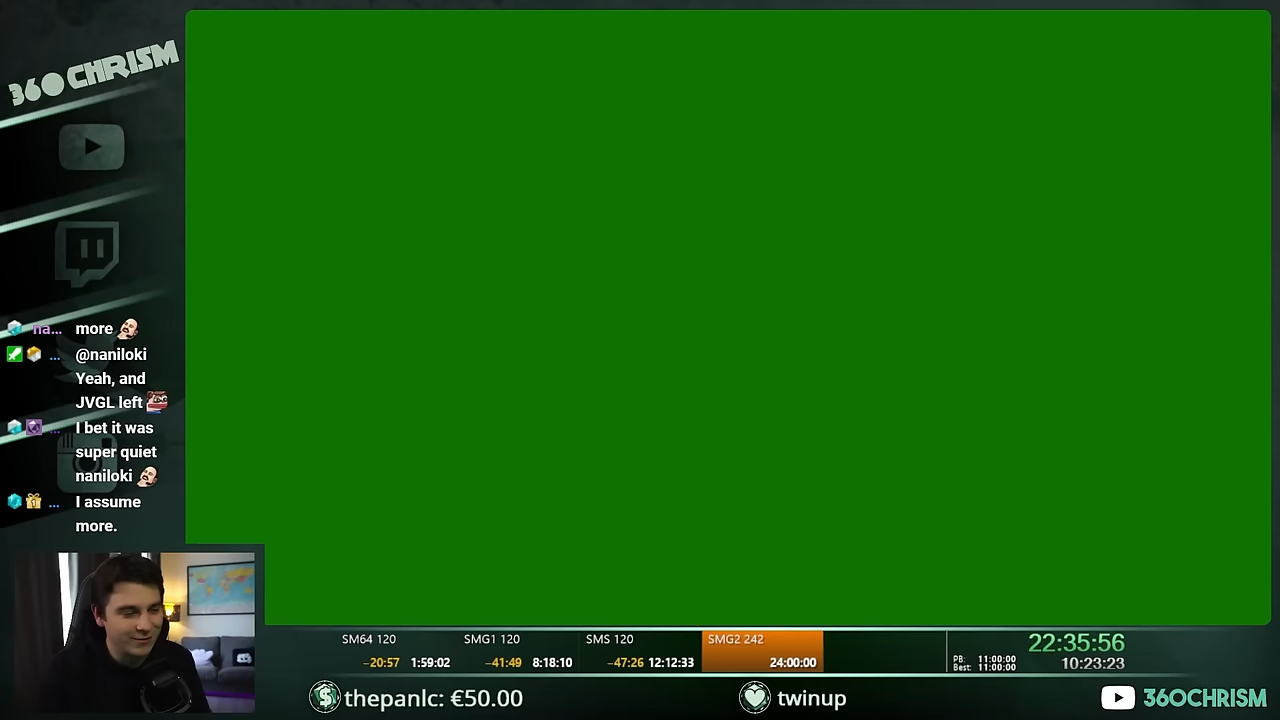 360 CHRISM
na... more
... @naniloki
Yeah, and
JVGL left
... I bet it was
super quiet
naniloki
... I assume
more.
SM64 120 SMG1 120 SMS 120 SMG2 242
−20:57 1:59:02 −41:49 8:18:10 −47:26 12:12:33 24:00:00
22:35:56
PB: 11:00:00
Best: 11:00:00
10:23:23
thepanlc: €50.00 twinup 360CHRISM